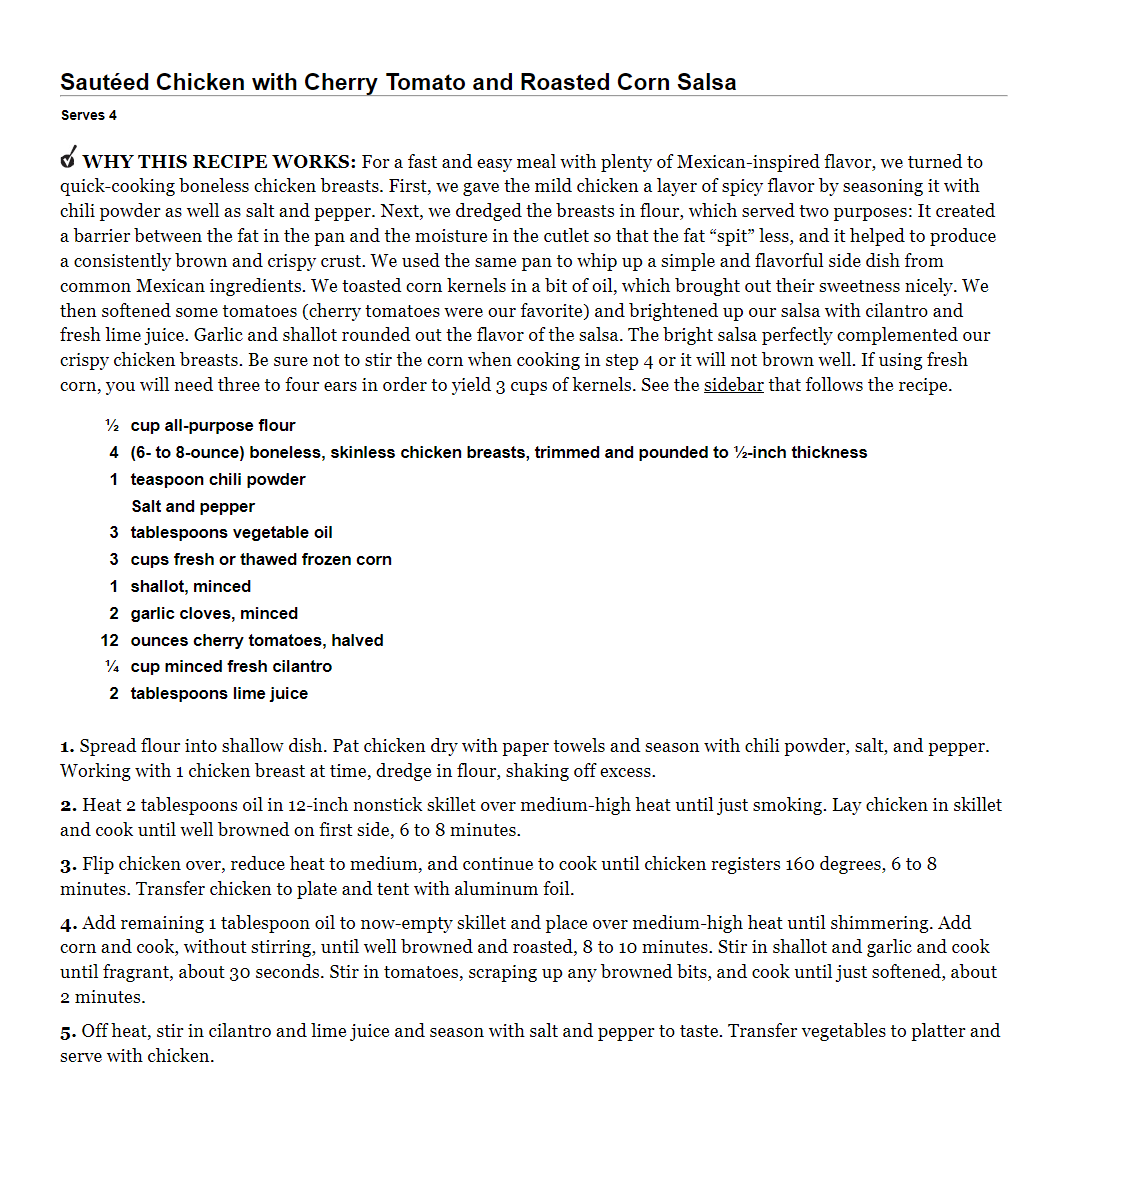 Sautéed Chicken with Cherry Tomato and Roasted Corn Salsa
Serves 4
WHY THIS RECIPE WORKS: For a fast and easy meal with plenty of Mexican-inspired flavor, we turned to
quick-cooking boneless chicken breasts. First, we gave the mild chicken a layer of spicy flavor by seasoning it with
chili powder as well as salt and pepper. Next, we dredged the breasts in flour, which served two purposes: It created
a barrier between the fat in the pan and the moisture in the cutlet so that the fat “spit” less, and it helped to produce
a consistently brown and crispy crust. We used the same pan to whip up a simple and flavorful side dish from
common Mexican ingredients. We toasted corn kernels in a bit of oil, which brought out their sweetness nicely. We
then softened some tomatoes (cherry tomatoes were our favorite) and brightened up our salsa with cilantro and
fresh lime juice. Garlic and shallot rounded out the flavor of the salsa. The bright salsa perfectly complemented our
crispy chicken breasts. Be sure not to stir the corn when cooking in step 4 or it will not brown well. If using fresh
corn, you will need three to four ears in order to yield 3 cups of kernels. See the sidebar that follows the recipe.
½ cup all-purpose flour
4 (6- to 8-ounce) boneless, skinless chicken breasts, trimmed and pounded to ½-inch thickness
1 teaspoon chili powder
Salt and pepper
3 tablespoons vegetable oil
3 cups fresh or thawed frozen corn
1 shallot, minced
2 garlic cloves, minced
12 ounces cherry tomatoes, halved
¼ cup minced fresh cilantro
2 tablespoons lime juice
1. Spread flour into shallow dish. Pat chicken dry with paper towels and season with chili powder, salt, and pepper.
Working with 1 chicken breast at time, dredge in flour, shaking off excess.
2. Heat 2 tablespoons oil in 12-inch nonstick skillet over medium-high heat until just smoking. Lay chicken in skillet
and cook until well browned on first side, 6 to 8 minutes.
3. Flip chicken over, reduce heat to medium, and continue to cook until chicken registers 160 degrees, 6 to 8
minutes. Transfer chicken to plate and tent with aluminum foil.
4. Add remaining 1 tablespoon oil to now-empty skillet and place over medium-high heat until shimmering. Add
corn and cook, without stirring, until well browned and roasted, 8 to 10 minutes. Stir in shallot and garlic and cook
until fragrant, about 30 seconds. Stir in tomatoes, scraping up any browned bits, and cook until just softened, about
2 minutes.
5. Off heat, stir in cilantro and lime juice and season with salt and pepper to taste. Transfer vegetables to platter and
serve with chicken.